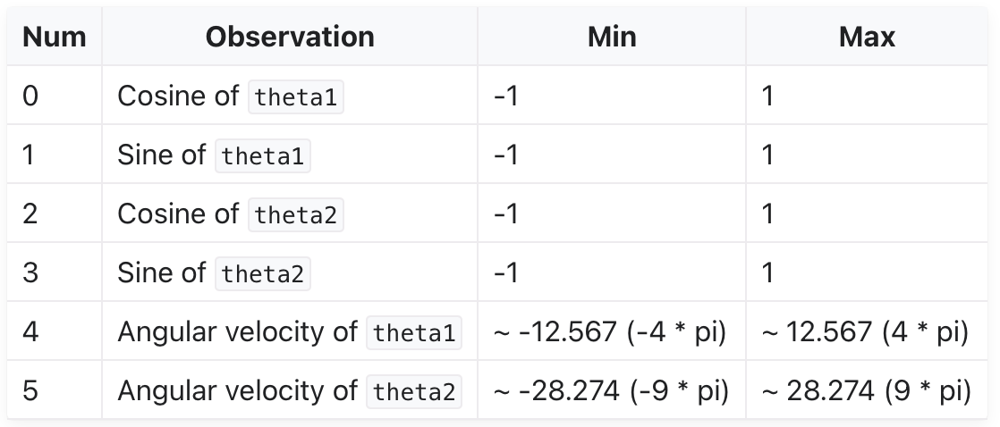 Num Observation Min Max
0 Cosine of theta1 -1 1
1 Sine of theta1 -1 1
2 Cosine of theta2 -1 1
3 Sine of theta2 -1 1
4 Angular velocity of theta1 ~ -12.567 (-4 * pi) ~ 12.567 (4 * pi)
5 Angular velocity of theta2 ~ -28.274 (-9 * pi) ~ 28.274 (9 * pi)